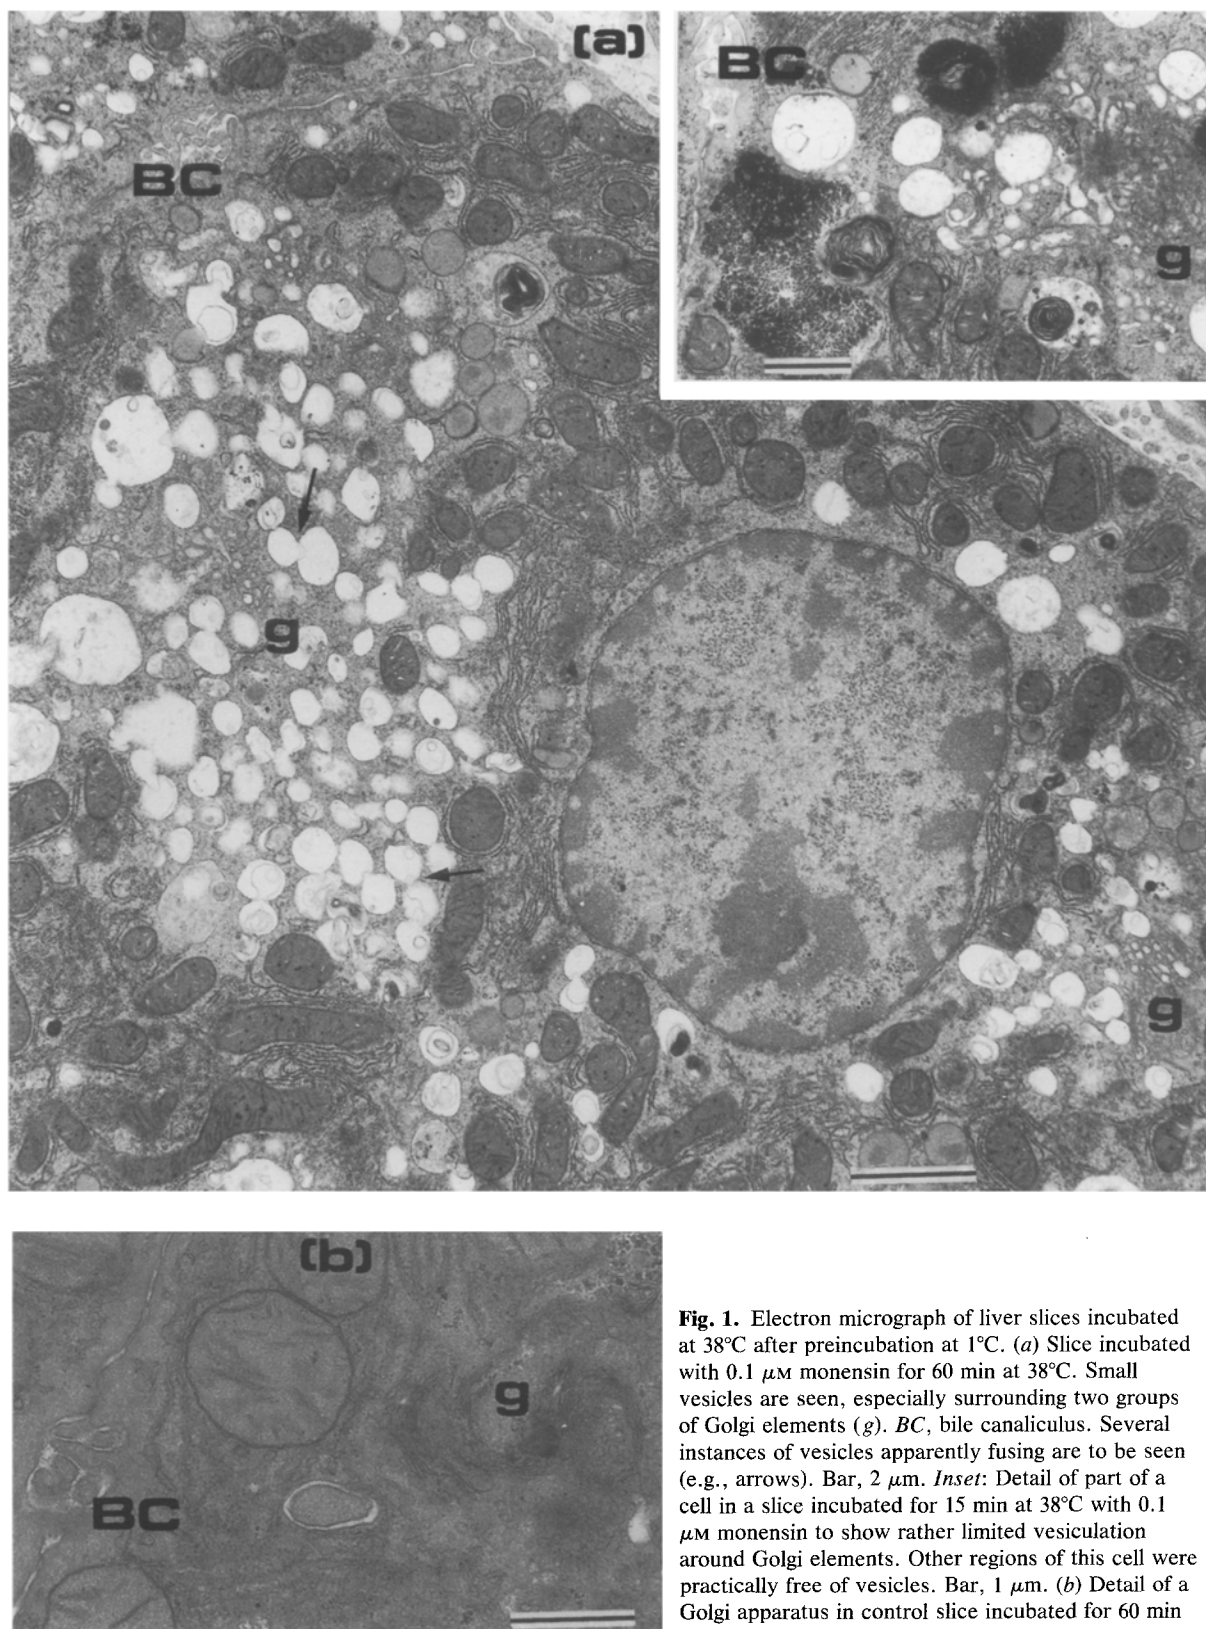 (a)
BC
BC
g
g
g
(b)
g
BC
Fig. 1. Electron micrograph of liver slices incubated
at 38°C after preincubation at 1°C. (a) Slice incubated
with 0.1 μM monensin for 60 min at 38°C. Small
vesicles are seen, especially surrounding two groups
of Golgi elements (g). BC, bile canaliculus. Several
instances of vesicles apparently fusing are to be seen
(e.g., arrows). Bar, 2 μm. Inset: Detail of part of a
cell in a slice incubated for 15 min at 38°C with 0.1
μM monensin to show rather limited vesiculation
around Golgi elements. Other regions of this cell were
practically free of vesicles. Bar, 1 μm. (b) Detail of a
Golgi apparatus in control slice incubated for 60 min